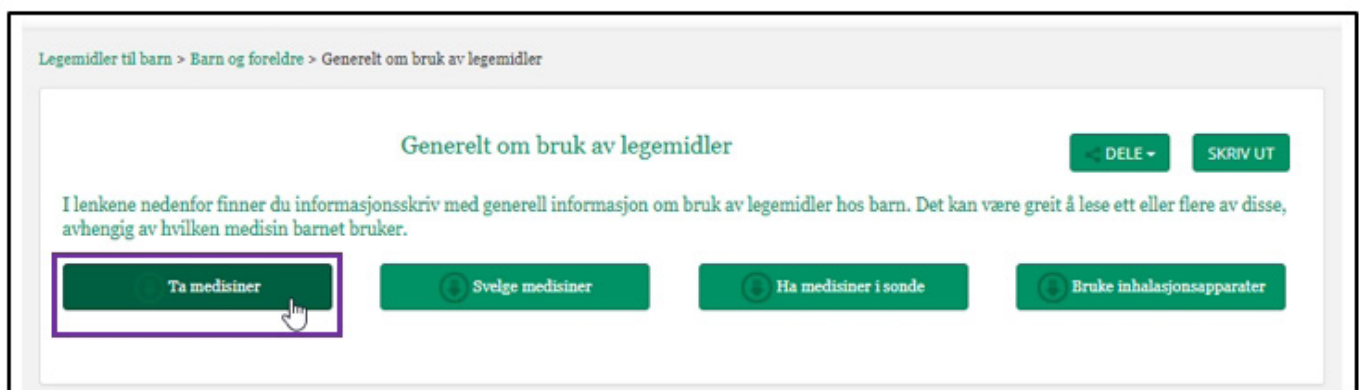 Legemidler til barn > Barn og foreldre > Generelt om bruk av legemidler
Generelt om bruk av legemidler
DELE
SKRIV UT
I lenkene nedenfor finner du informasjonsskriv med generell informasjon om bruk av legemidler hos barn. Det kan være greit å lese ett eller flere av disse,
avhengig av hvilken medisin barnet bruker.
Ta medisiner
Svelge medisiner
Ha medisiner i sonde
Bruke inhalasjonsapparater